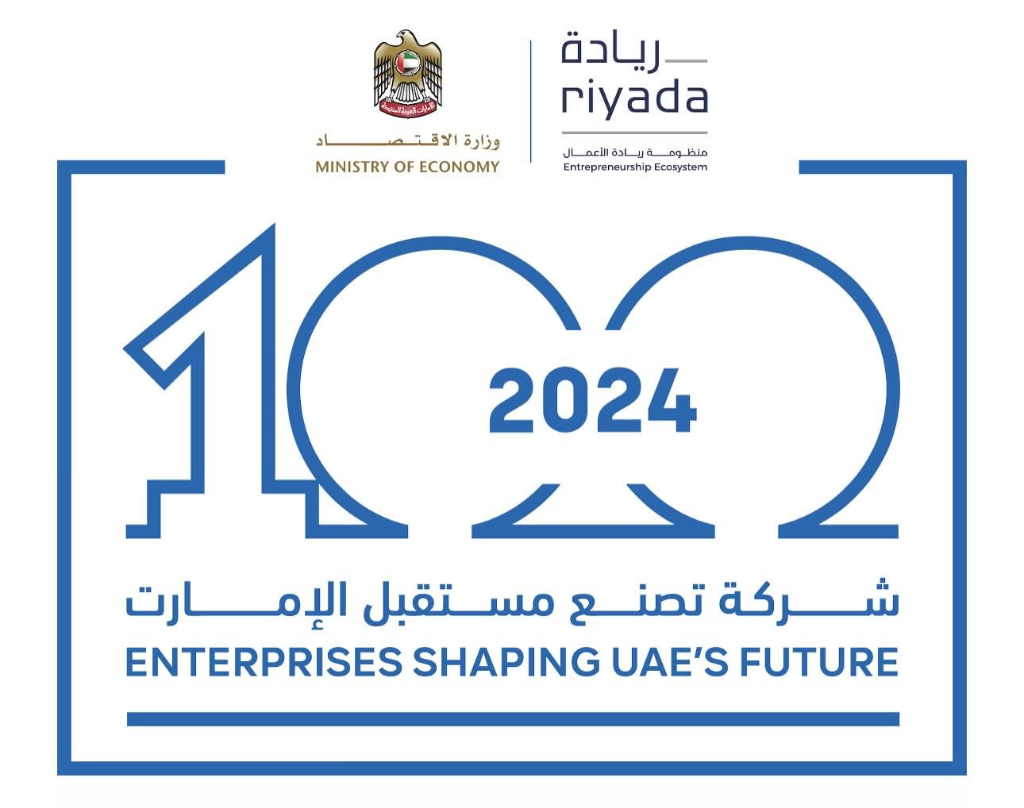 وزارة الاقتصاد
MINISTRY OF ECONOMY
ريادة
riyada
منظومة ريادة الأعمال
Entrepreneurship Ecosystem
100
2024
شركة تصنع مستقبل الإمارت
ENTERPRISES SHAPING UAE'S FUTURE